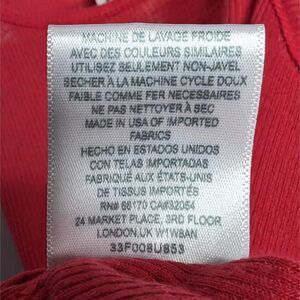 MACHINE DE LAVAGE FROIDE
AVEC DES COULEURS SIMILAIRES
UTILISEZ SEULEMENT NON-JAVEL
SECHER À LA MACHINE CYCLE DOUX
FAIBLE COMME FER NECESSAIRES
NE PAS NETTOYER À SEC
MADE IN USA OF IMPORTED
FABRICS
HECHO EN ESTADOS UNIDOS
CON TELAS IMPORTADAS
FABRIQUÉ AUX ÉTATS-UNIS
DE TISSUS IMPORTÉS
RN# 66170 CA#32054
24 MARKET PLACE, 3RD FLOOR
LONDON,UK W1W8AN
33F008U853